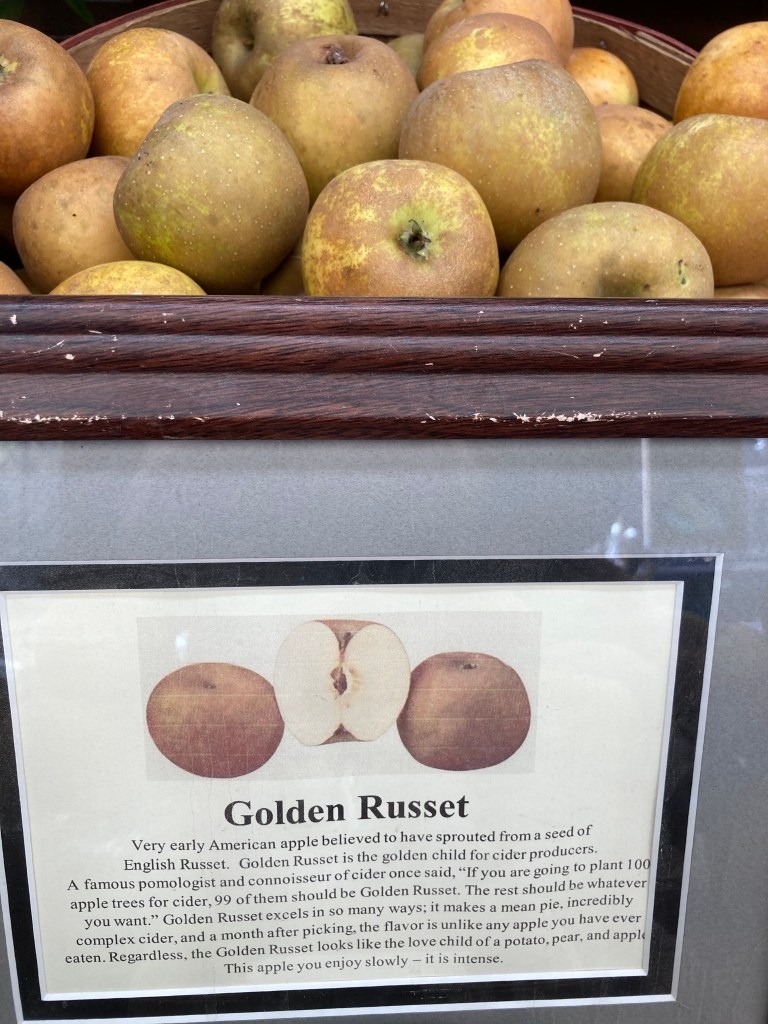 Golden Russet
Very early American apple believed to have sprouted from a seed of
English Russet. Golden Russet is the golden child for cider producers.
A famous pomologist and connoisseur of cider once said, “If you are going to plant 100
apple trees for cider, 99 of them should be Golden Russet. The rest should be whatever
you want.” Golden Russet excels in so many ways; it makes a mean pie, incredibly
complex cider, and a month after picking, the flavor is unlike any apple you have ever
eaten. Regardless, the Golden Russet looks like the love child of a potato, pear, and apple
This apple you enjoy slowly – it is intense.